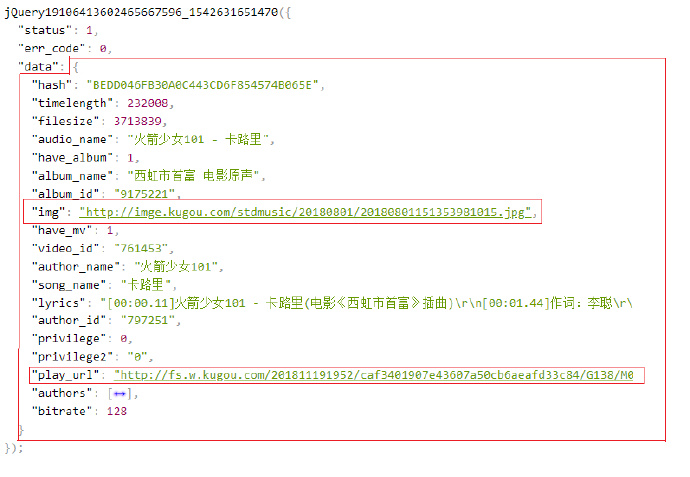 jQuery19106413602465667596_1542631651470({
"status": 1,
"err_code": 0,
"data": {
"hash": "BEDD046FB30A0C443CD6F854574B065E",
"timelength": 232008,
"filesize": 3713839,
"audio_name": "火箭少女101 - 卡路里",
"have_album": 1,
"album_name": "西虹市首富 电影原声",
"album_id": "9175221",
"img": "http://imge.kugou.com/stdmusic/20180801/20180801151353981015.jpg",
"have_mv": 1,
"video_id": "761453",
"author_name": "火箭少女101",
"song_name": "卡路里",
"lyrics": "[00:00.11]火箭少女101 - 卡路里(电影《西虹市首富》插曲)\r\n[00:01.44]作词：李聪\r\
"author_id": "797251",
"privilege": 0,
"privilege2": "0",
"play_url": "http://fs.w.kugou.com/201811191952/caf3401907e43607a50cb6aeafd33c84/G138/M0
"authors": [↔],
"bitrate": 128
}
});